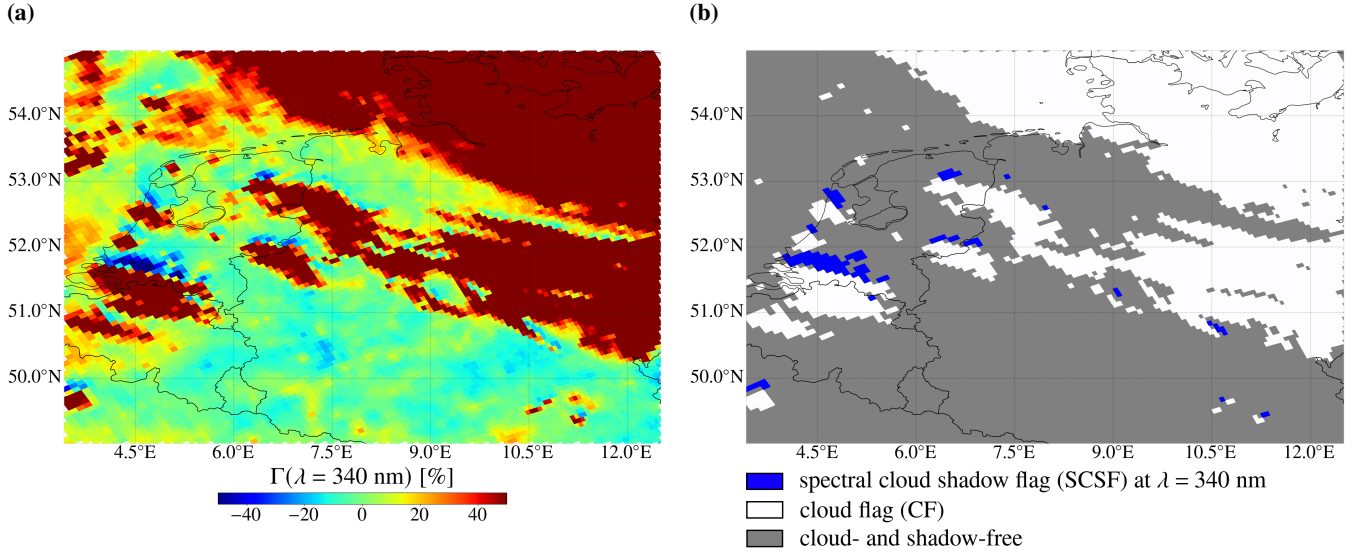 (a)
(b)
54.0°N
53.0°N
52.0°N
51.0°N
50.0°N
4.5°E 6.0°E 7.5°E 9.0°E 10.5°E 12.0°E
Γ(λ = 340 nm) [%]
−40 −20 0 20 40
54.0°N
53.0°N
52.0°N
51.0°N
50.0°N
4.5°E 6.0°E 7.5°E 9.0°E 10.5°E 12.0°E
spectral cloud shadow flag (SCSF) at λ = 340 nm
cloud flag (CF)
cloud- and shadow-free